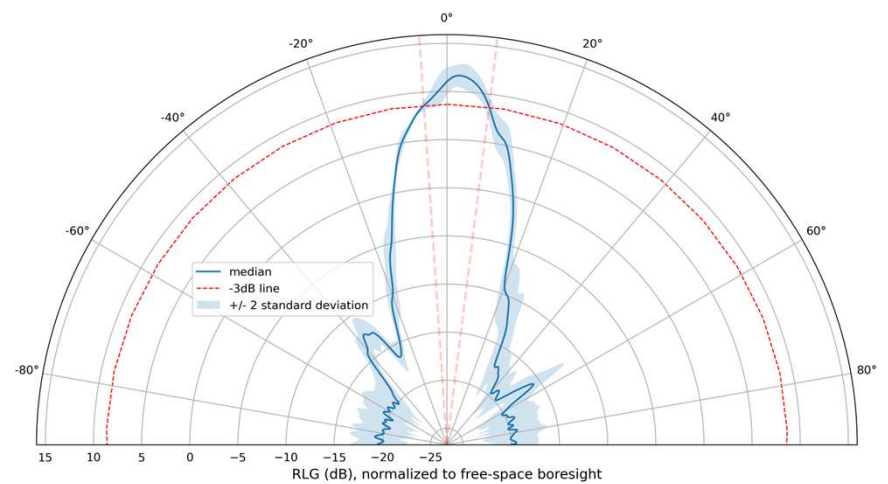 0°
-20°
20°
-40°
40°
-60°
60°
median
-3dB line
+/- 2 standard deviation
-80°
80°
15 10 5 0 −5 −10 −15 −20 −25
RLG (dB), normalized to free-space boresight